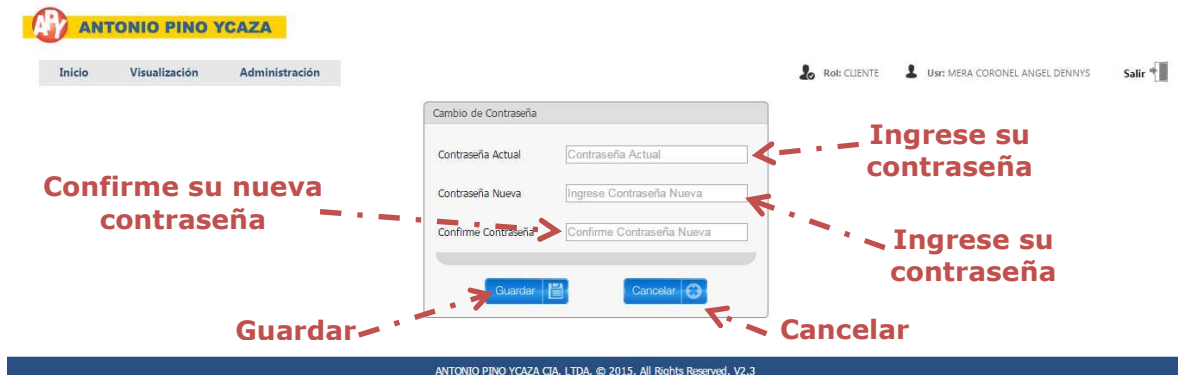 APY ANTONIO PINO YCAZA
Inicio Visualización Administración Rol: CLIENTE Usr: MERA CORONEL ANGEL DENNYS Salir
Cambio de Contraseña
Contraseña Actual Contraseña Actual
Ingrese su
contraseña
Confirme su nueva
contraseña
Contraseña Nueva Ingrese Contraseña Nueva
Confirme Contraseña Confirme Contraseña Nueva
Ingrese su
contraseña
Guardar Cancelar
Guardar
Cancelar
ANTONIO PINO YCAZA CIA. LTDA. © 2015. All Rights Reserved. V2.3